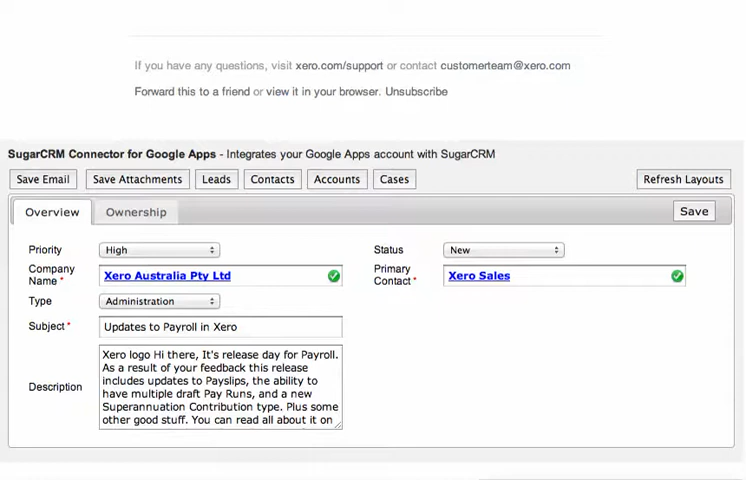 If you have any questions, visit xero.com/support or contact customerteam@xero.com
Forward this to a friend or view it in your browser. Unsubscribe
SugarCRM Connector for Google Apps - Integrates your Google Apps account with SugarCRM
Save Email Save Attachments Leads Contacts Accounts Cases Refresh Layouts
Overview Ownership Save
Priority High Status New
Company Name * Xero Australia Pty Ltd Primary Contact * Xero Sales
Type Administration
Subject * Updates to Payroll in Xero
Description
Xero logo Hi there, It's release day for Payroll.
As a result of your feedback this release
includes updates to Payslips, the ability to
have multiple draft Pay Runs, and a new
Superannuation Contribution type. Plus some
other good stuff. You can read all about it on